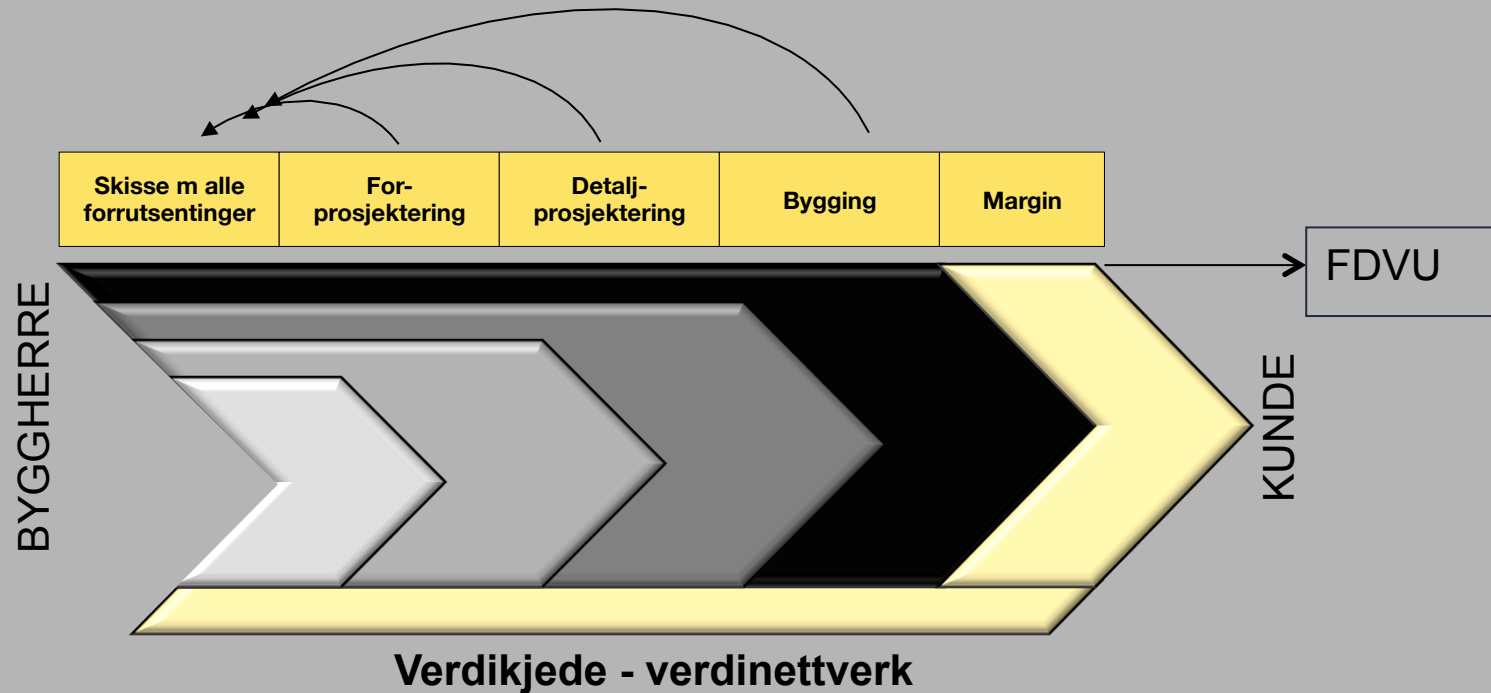 Skisse m alle
forrutsentinger
For-
prosjektering
Detalj-
prosjektering
Bygging
Margin
FDVU
BYGGHERRE
KUNDE
Verdikjede - verdinettverk